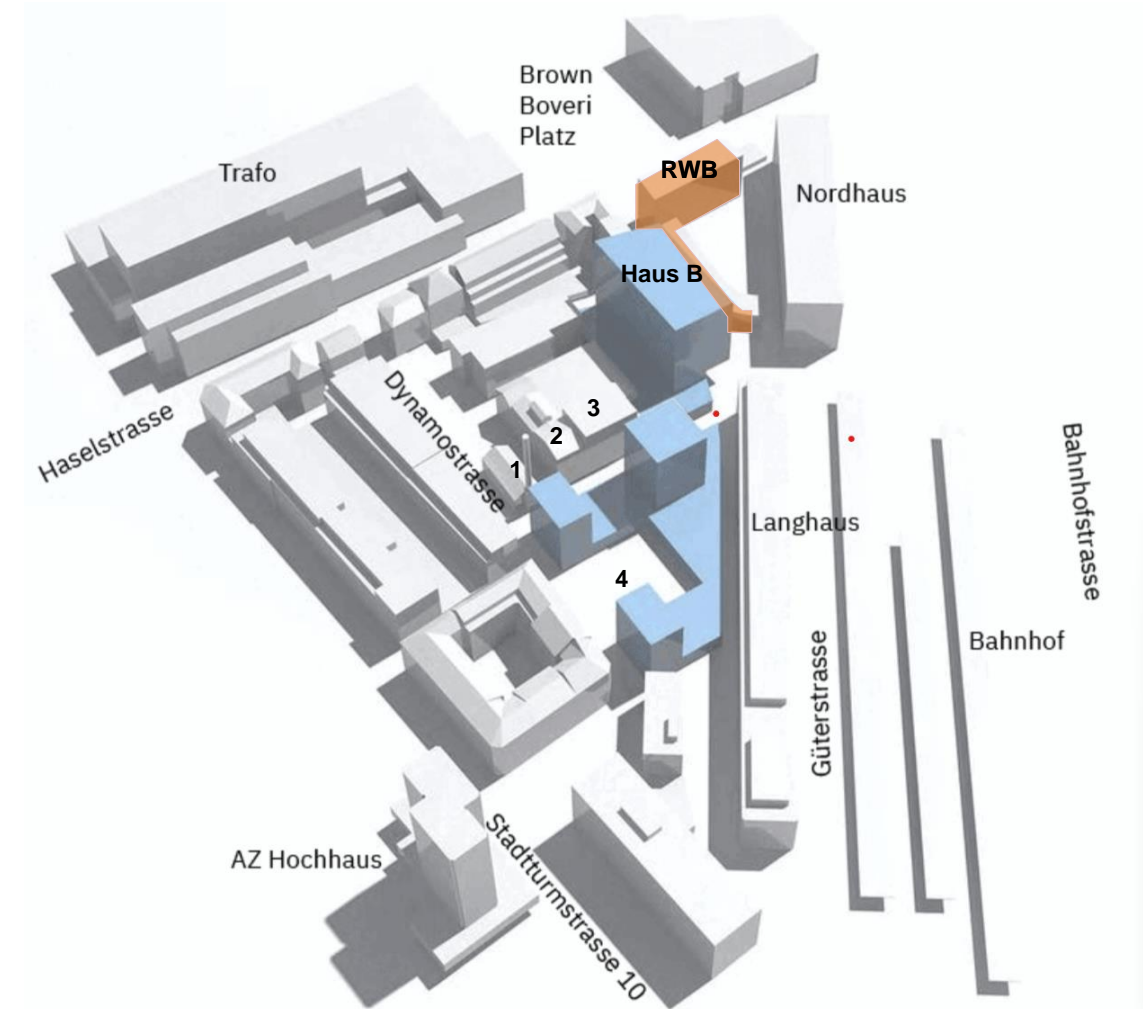 Brown
Boveri
Platz
Trafo
RWB
Nordhaus
Haus B
Haselstrasse
Dynamostrasse
3
2
1
Bahnhofstrasse
Langhaus
4
Bahnhof
Güterstrasse
AZ Hochhaus
Stadtturmstrasse 10